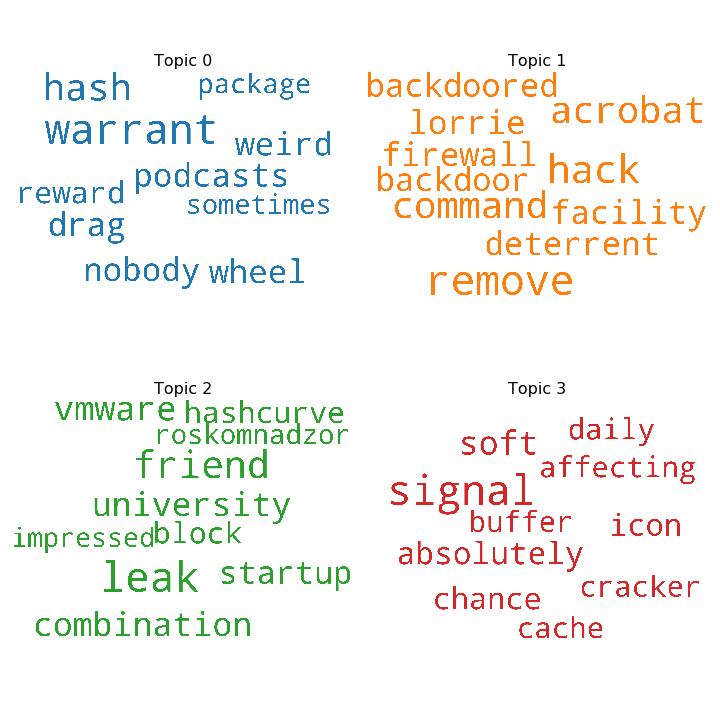 Topic 0
hash package
warrant
weird
podcasts
reward sometimes
drag
nobody wheel
Topic 1
backdoored
acrobat
lorrie
firewall
hack
backdoor
command facility
deterrent
remove
Topic 2
vmware hashcurve
roskomnadzor
friend
university
impressed block
leak startup
combination
Topic 3
daily
soft
affecting
signal
buffer icon
absolutely
cracker
chance
cache